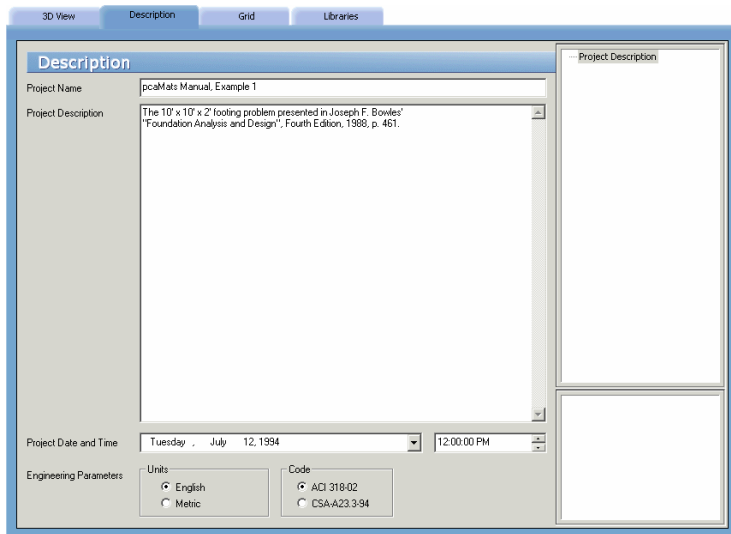 3D View
Description
Grid
Libraries
Description
Project Name
pcaMats Manual, Example 1
Project Description
The 10' x 10' x 2' footing problem presented in Joseph F. Bowles'
"Foundation Analysis and Design", Fourth Edition, 1988, p. 461.
Project Date and Time
Tuesday , July 12, 1994
12:00:00 PM
Engineering Parameters
Units
English
Metric
Code
ACI 318-02
CSA-A23.3-94
Project Description